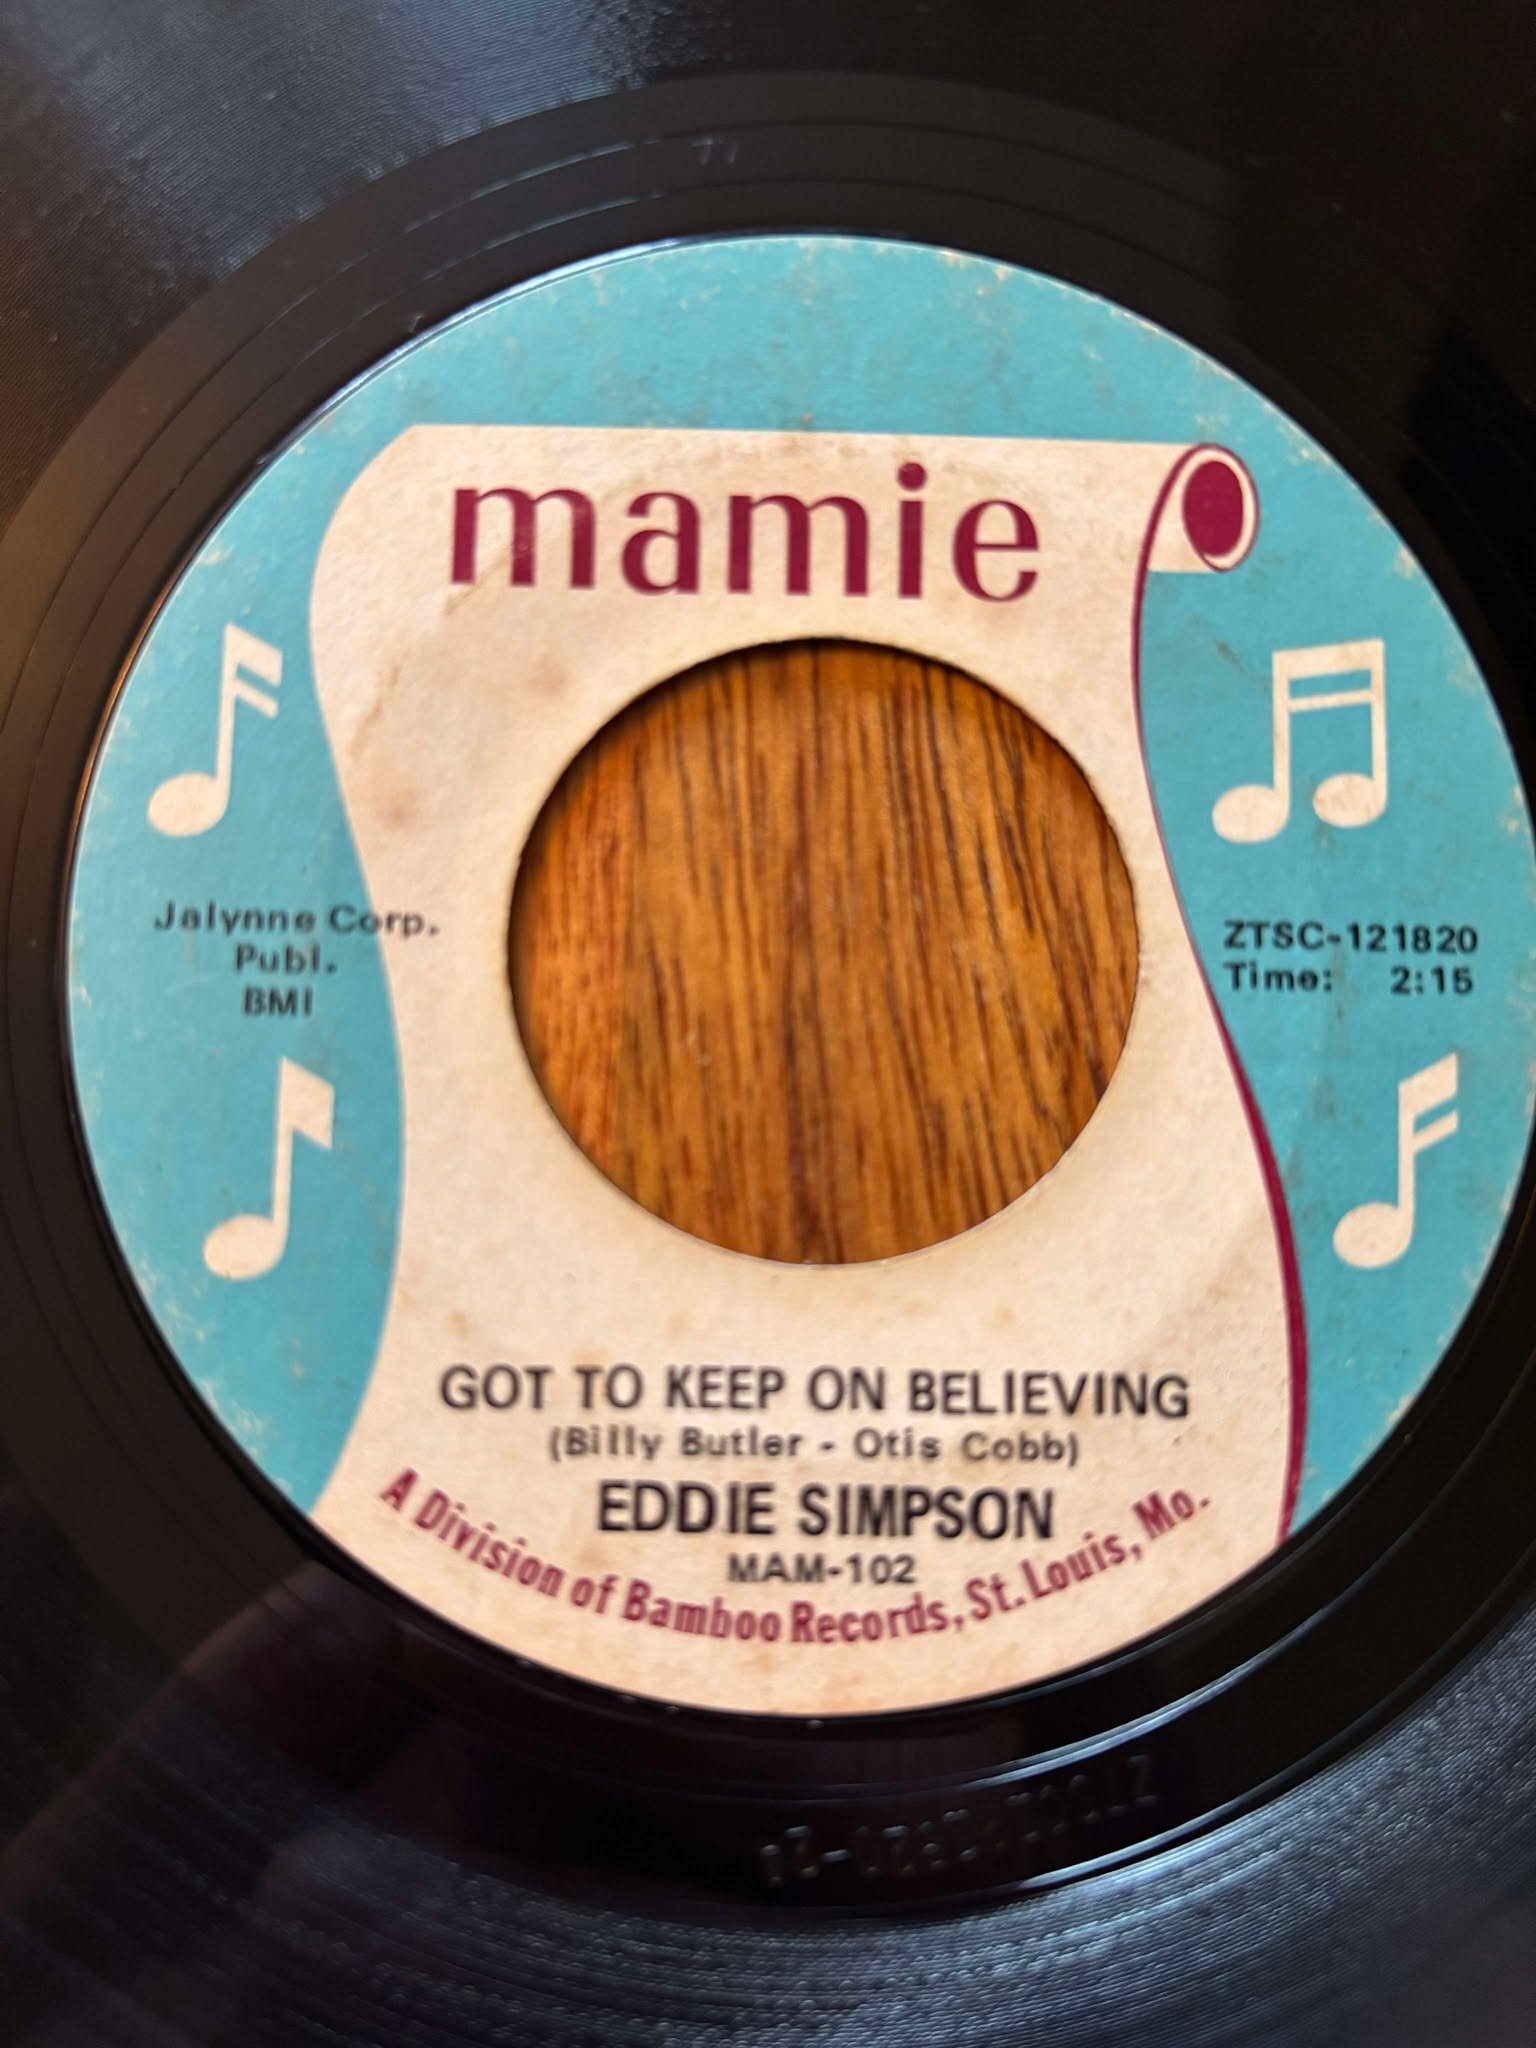 mamie
Jalynne Corp.
Publ.
BMI
ZTSC-121820
Time: 2:15
GOT TO KEEP ON BELIEVING
(Billy Butler - Otis Cobb)
EDDIE SIMPSON
MAM-102
A Division of Bamboo Records, St. Louis, Mo.